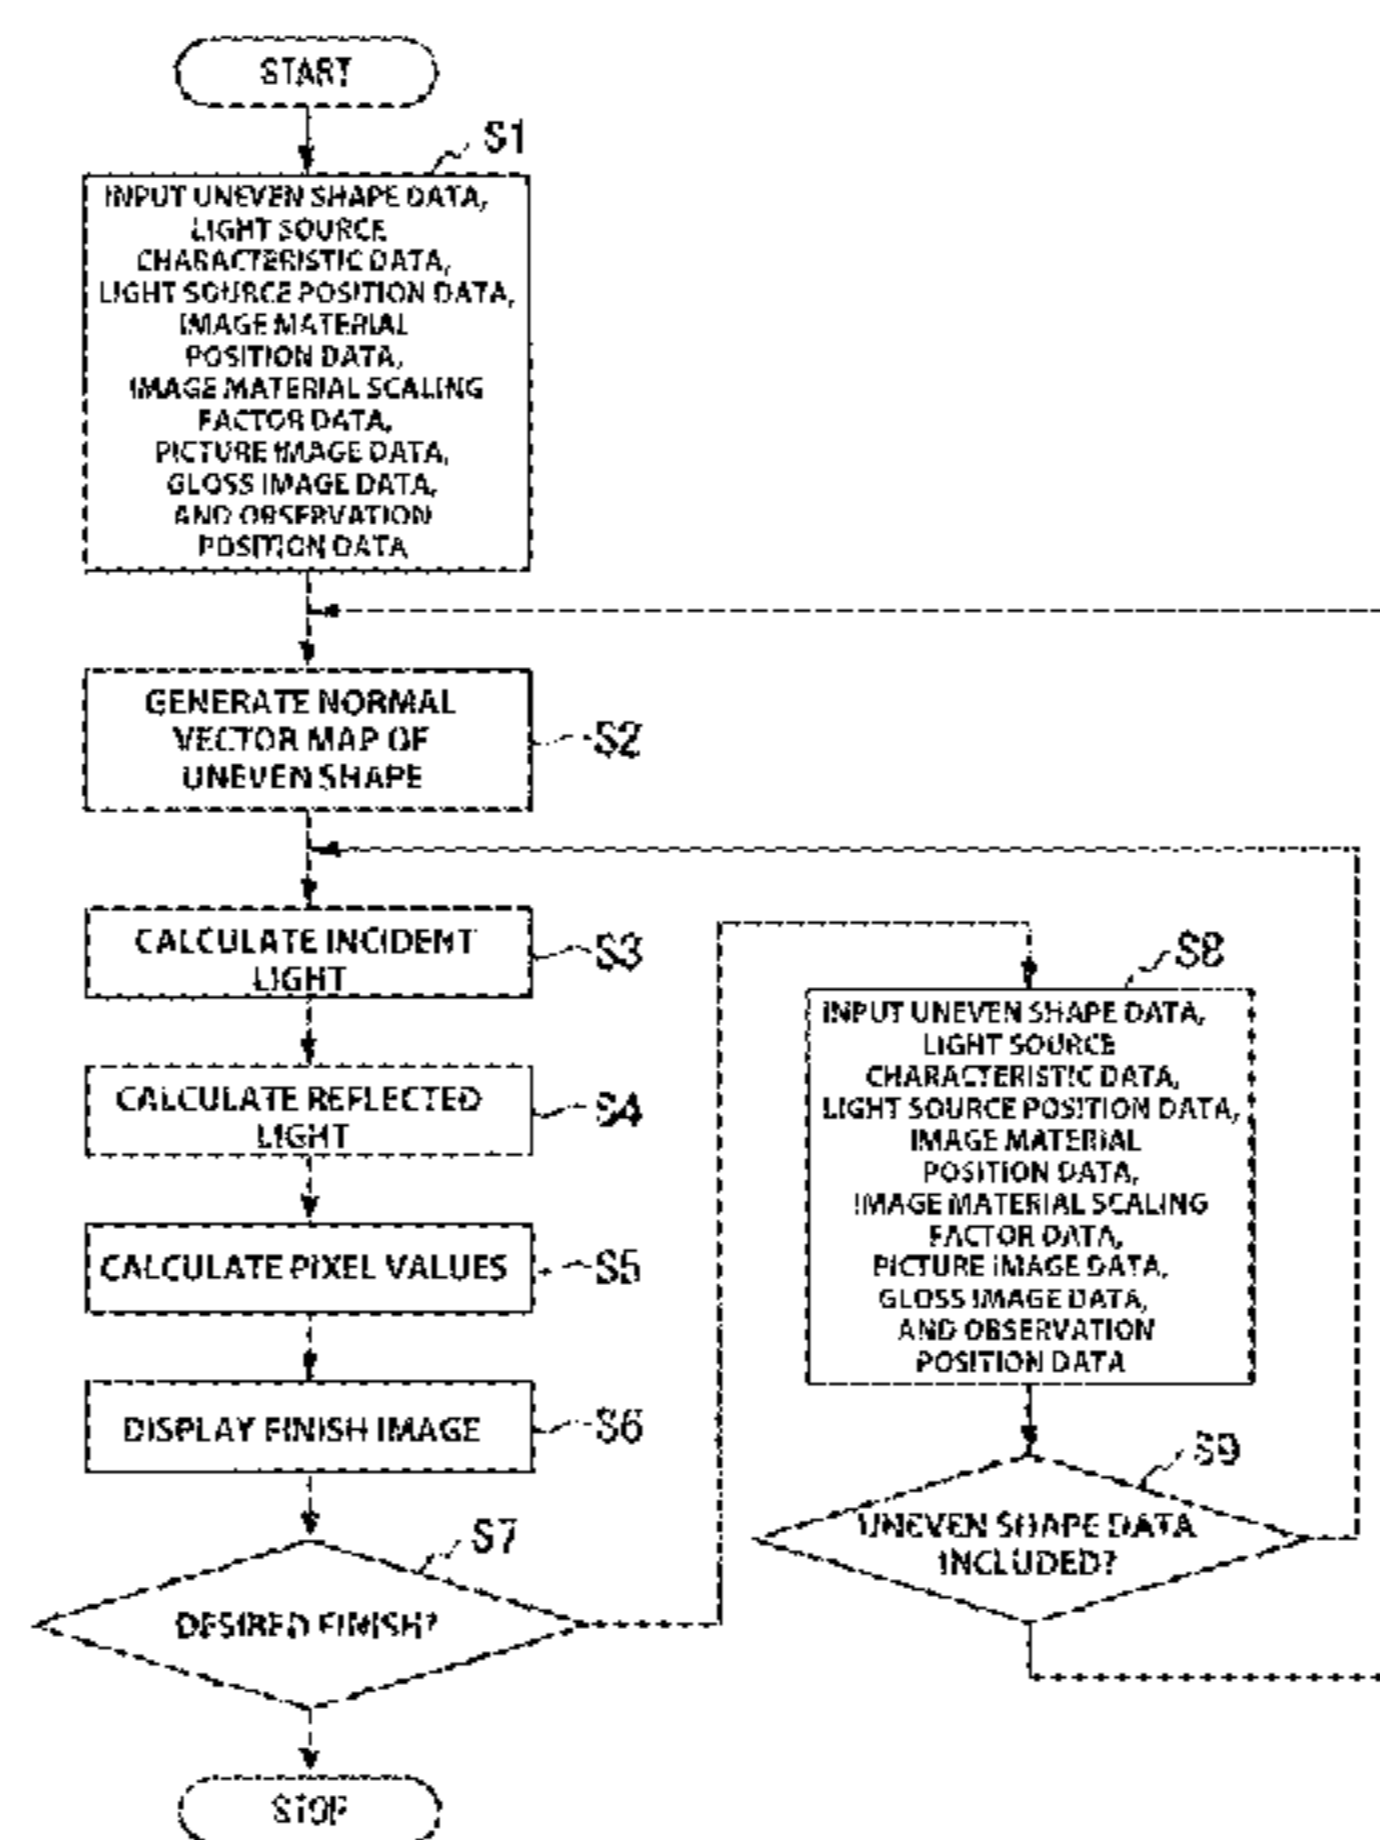 START
S1
INPUT UNEVEN SHAPE DATA,
LIGHT SOURCE
CHARACTERISTIC DATA,
LIGHT SOURCE POSITION DATA,
IMAGE MATERIAL
POSITION DATA,
IMAGE MATERIAL SCALING
FACTOR DATA,
PICTURE IMAGE DATA,
GLOSS IMAGE DATA,
AND OBSERVATION
POSITION DATA
GENERATE NORMAL
VECTOR MAP OF
UNEVEN SHAPE
S2
CALCULATE INCIDENT
LIGHT
S3
CALCULATE REFLECTED
LIGHT
S4
CALCULATE PIXEL VALUES
S5
DISPLAY FINISH IMAGE
S6
S7
DESIRED FINISH?
STOP
S8
INPUT UNEVEN SHAPE DATA,
LIGHT SOURCE
CHARACTERISTIC DATA,
LIGHT SOURCE POSITION DATA,
IMAGE MATERIAL
POSITION DATA,
IMAGE MATERIAL SCALING
FACTOR DATA,
PICTURE IMAGE DATA,
GLOSS IMAGE DATA,
AND OBSERVATION
POSITION DATA
S9
UNEVEN SHAPE DATA
INCLUDED?